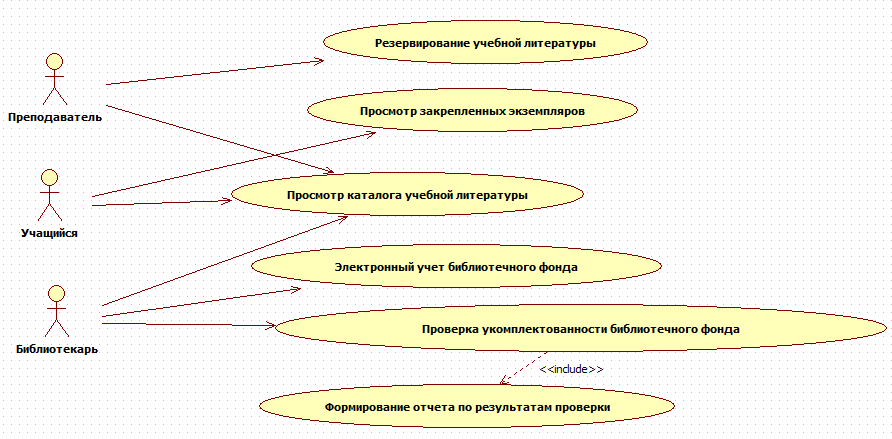 Резервирование учебной литературы
Преподаватель
Просмотр закрепленных экземпляров
Просмотр каталога учебной литературы
Учащийся
Электронный учет библиотечного фонда
Проверка укомплектованности библиотечного фонда
Библиотекарь
<<include>>
Формирование отчета по результатам проверки